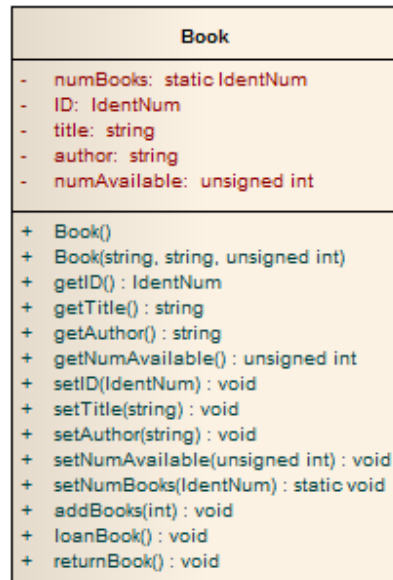 Book
- numBooks: static IdentNum
- ID: IdentNum
- title: string
- author: string
- numAvailable: unsigned int
+ Book()
+ Book(string, string, unsigned int)
+ getID() : IdentNum
+ getTitle() : string
+ getAuthor() : string
+ getNumAvailable() : unsigned int
+ setID(IdentNum) : void
+ setTitle(string) : void
+ setAuthor(string) : void
+ setNumAvailable(unsigned int) : void
+ setNumBooks(IdentNum) : static void
+ addBooks(int) : void
+ loanBook() : void
+ returnBook() : void